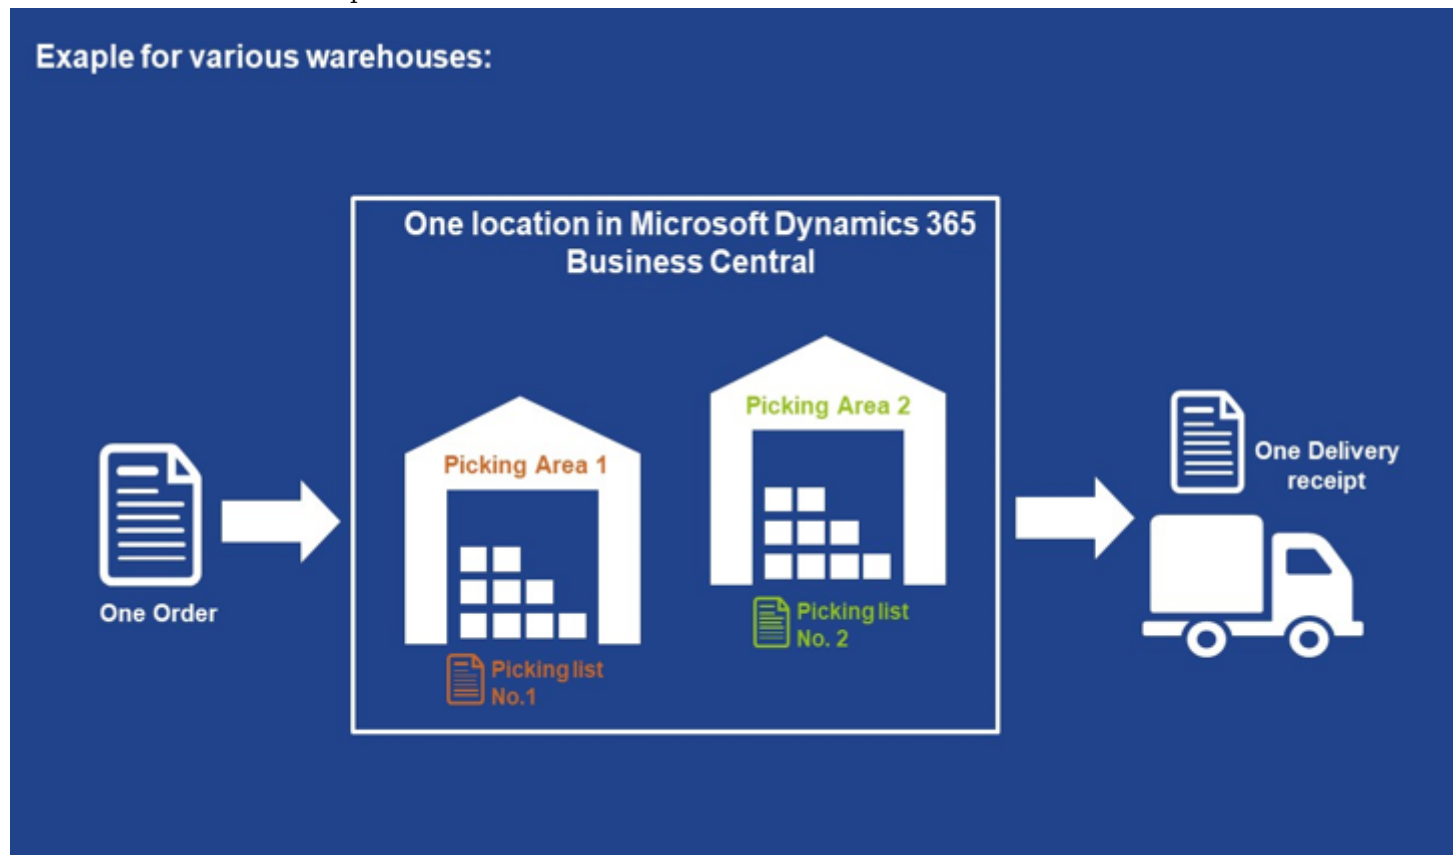 Exaple for various warehouses:
One location in Microsoft Dynamics 365
Business Central
Picking Area 1
Picking Area 2
One Order
Picking list
No.1
Picking list
No. 2
One Delivery
receipt